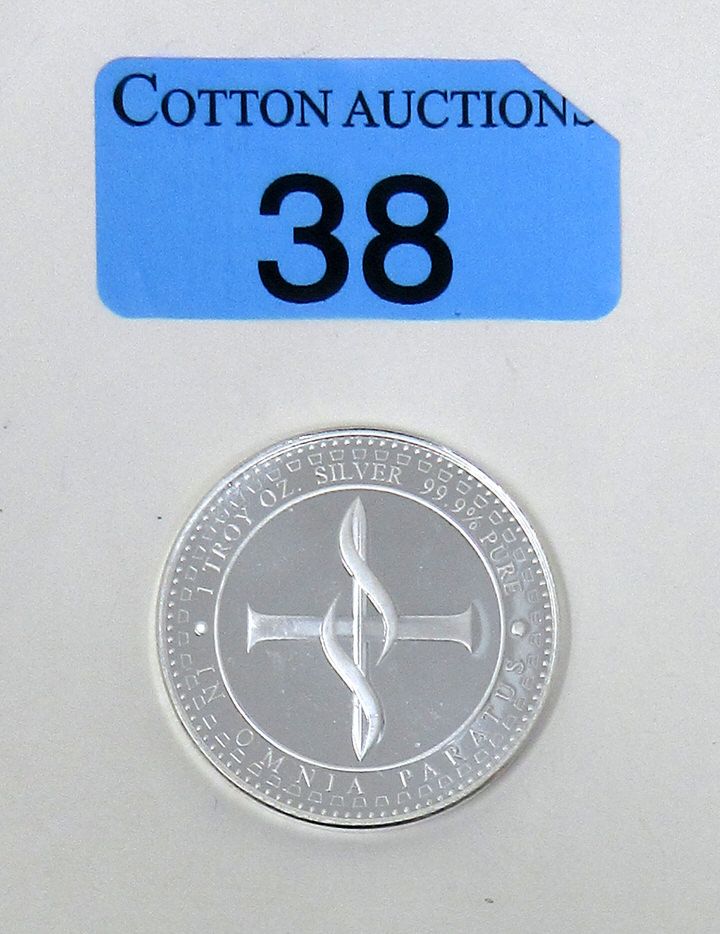 COTTON AUCTIONS
38
1 TROY OZ. SILVER 99.9% PURE
IN OMNIA PARATUS